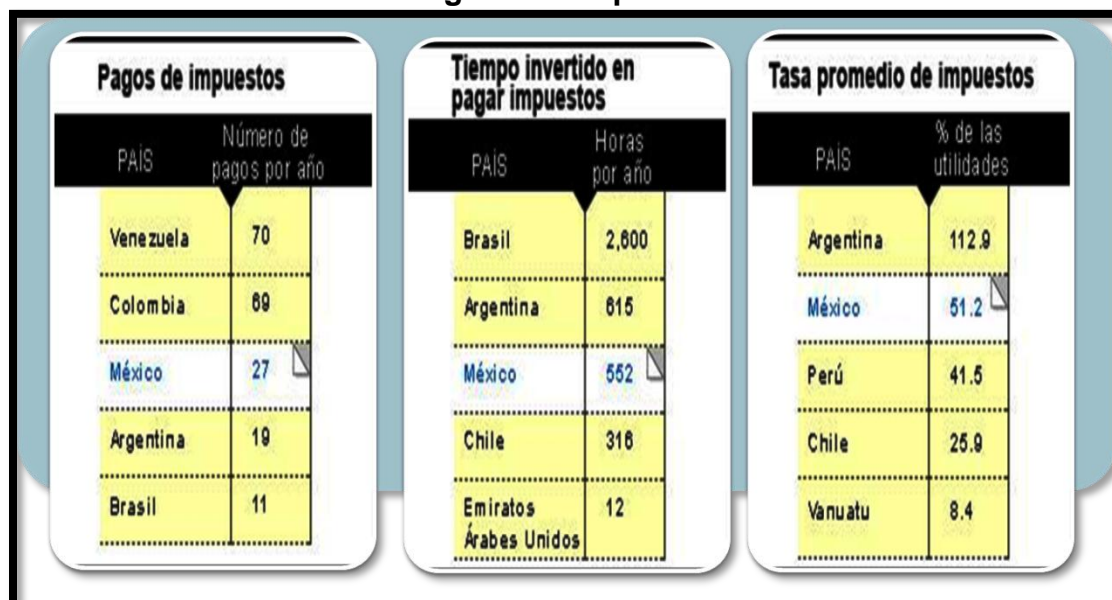 Pagos de impuestos
PAÍS Número de pagos por año
Venezuela 70
Colombia 69
México 27
Argentina 19
Brasil 11
Tiempo invertido en
pagar impuestos
PAÍS Horas por año
Brasil 2,600
Argentina 615
México 552
Chile 316
Emiratos Árabes Unidos 12
Tasa promedio de impuestos
PAÍS % de las utilidades
Argentina 112.9
México 51.2
Perú 41.5
Chile 25.9
Vanuatu 8.4